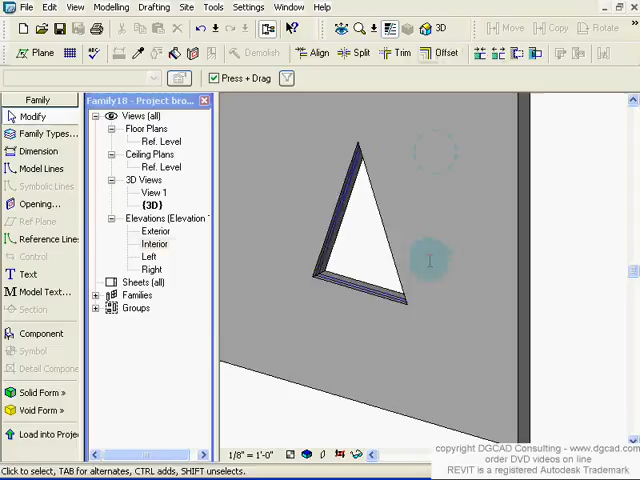 File Edit View Modelling Drafting Site Tools Settings Window Help
3D Move Copy Rotate
Plane Demolish Align Split Trim Offset
Press + Drag
Family
Modify
Family Types...
Dimension
Model Lines
Symbolic Lines
Opening...
Ref Plane
Reference Line
Control
Text
Model Text...
Section
Component
Symbol
Detail Component
Solid Form »
Void Form »
Load into Proje
Family18 - Project bro...
Views (all)
Floor Plans
Ref. Level
Ceiling Plans
Ref. Level
3D Views
View 1
{3D}
Elevations (Elevation
Exterior
Interior
Left
Right
Sheets (all)
Families
Groups
1/8" = 1'-0"
Click to select, TAB for alternates, CTRL adds, SHIFT unselects.
copyright DGCAD Consulting - www.dgcad.com
order DVD videos on line
REVIT is a registered Autodesk Trademark